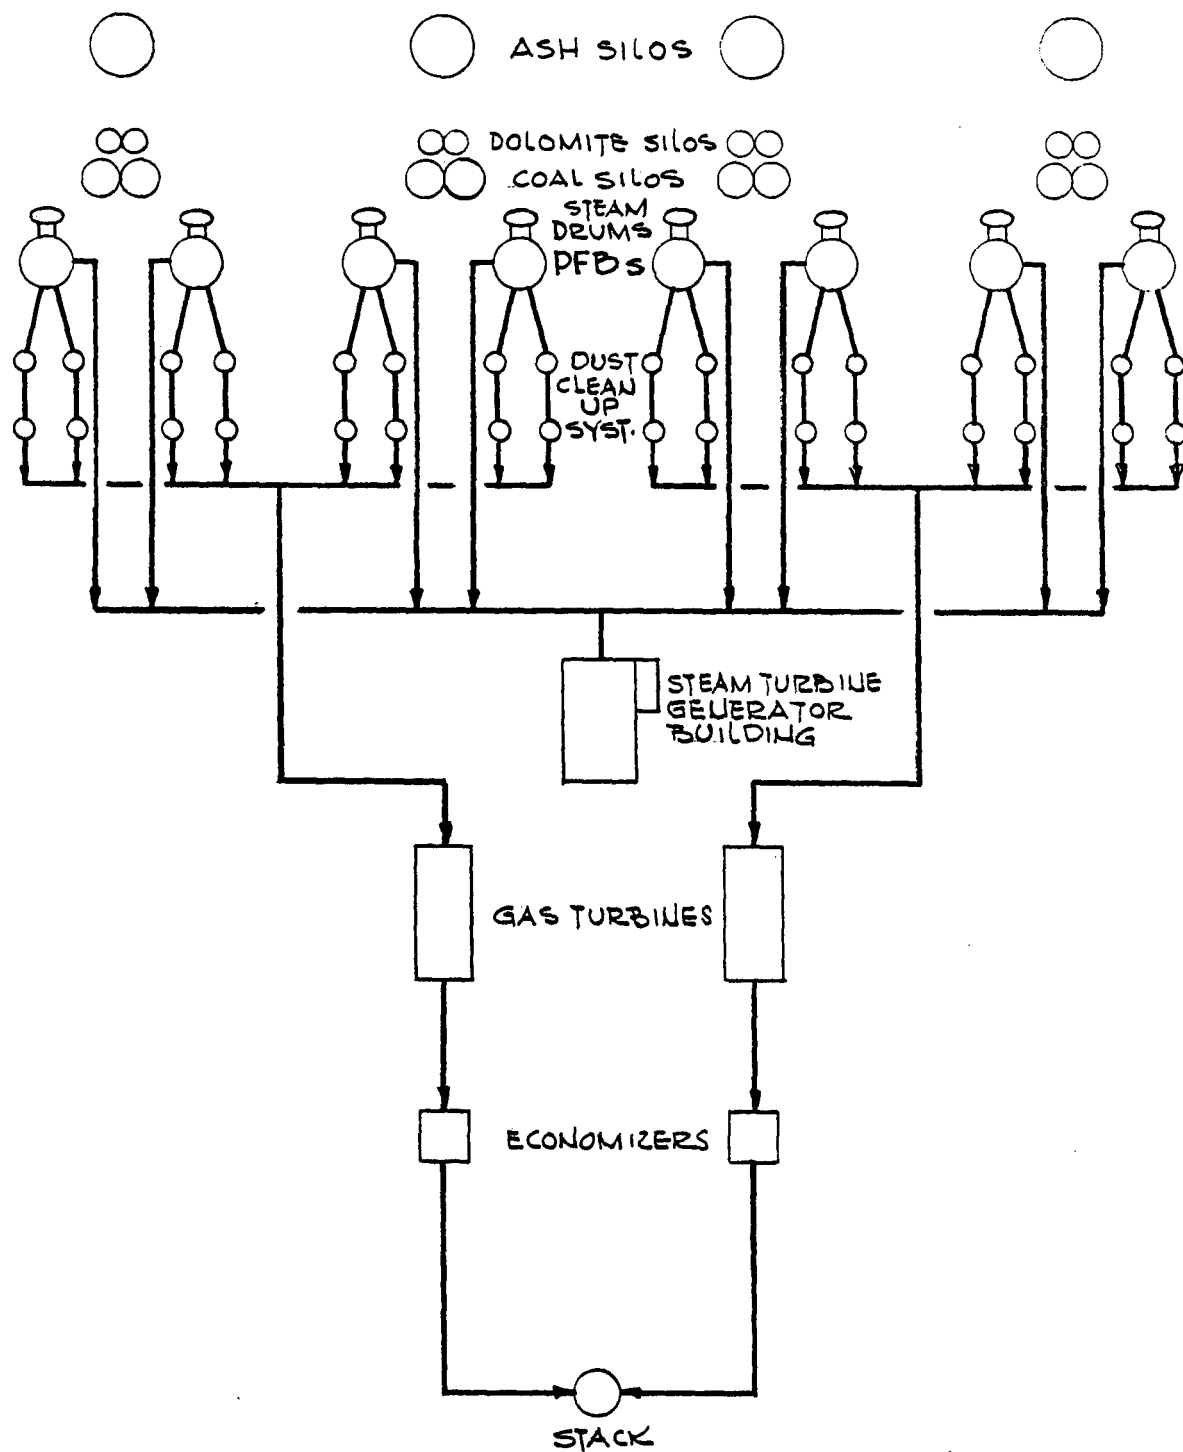 ASH SILOS
DOLOMITE SILOS
COAL SILOS
STEAM
DRUMS
PFBs
DUST
CLEAN
UP
SYST.
STEAM TURBINE
GENERATOR
BUILDING
GAS TURBINES
ECONOMIZERS
STACK